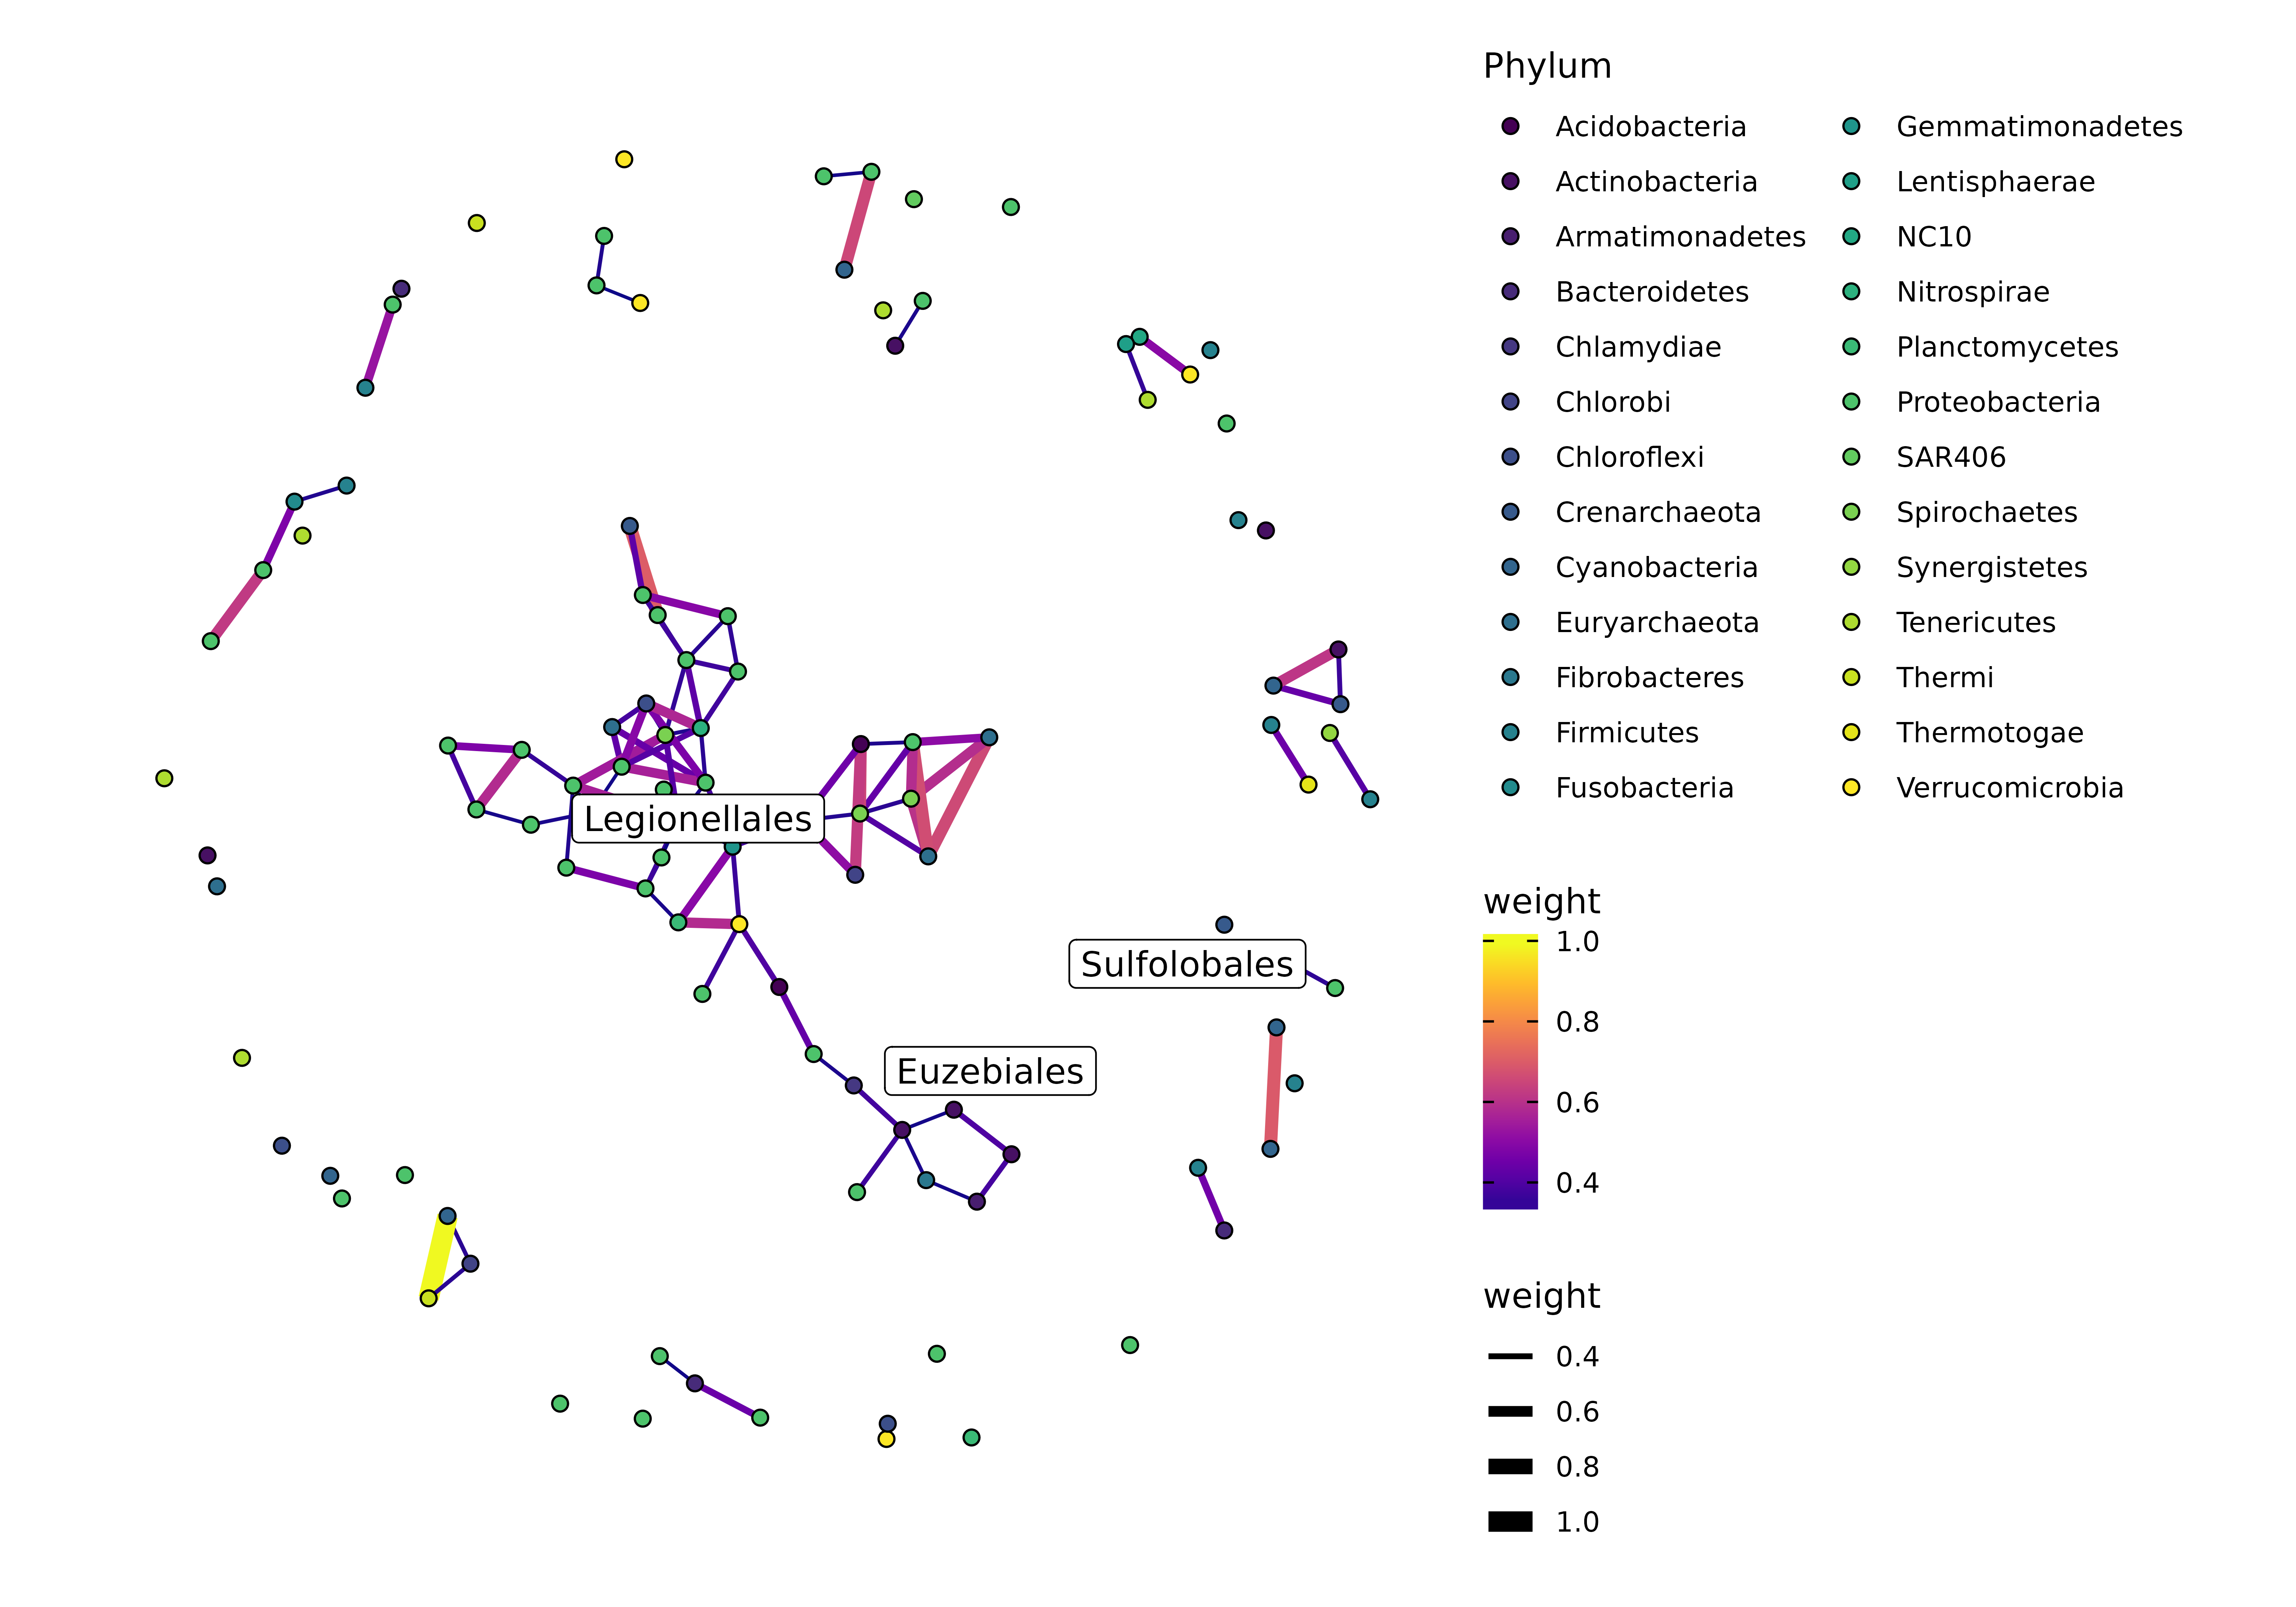 Phylum
Acidobacteria
Actinobacteria
Armatimonadetes
Bacteroidetes
Chlamydiae
Chlorobi
Chloroflexi
Crenarchaeota
Cyanobacteria
Euryarchaeota
Fibrobacteres
Firmicutes
Fusobacteria
Gemmatimonadetes
Lentisphaerae
NC10
Nitrospirae
Planctomycetes
Proteobacteria
SAR406
Spirochaetes
Synergistetes
Tenericutes
Thermi
Thermotogae
Verrucomicrobia
Legionellales
Sulfolobales
Euzebiales
weight
1.0
0.8
0.6
0.4
weight
0.4
0.6
0.8
1.0